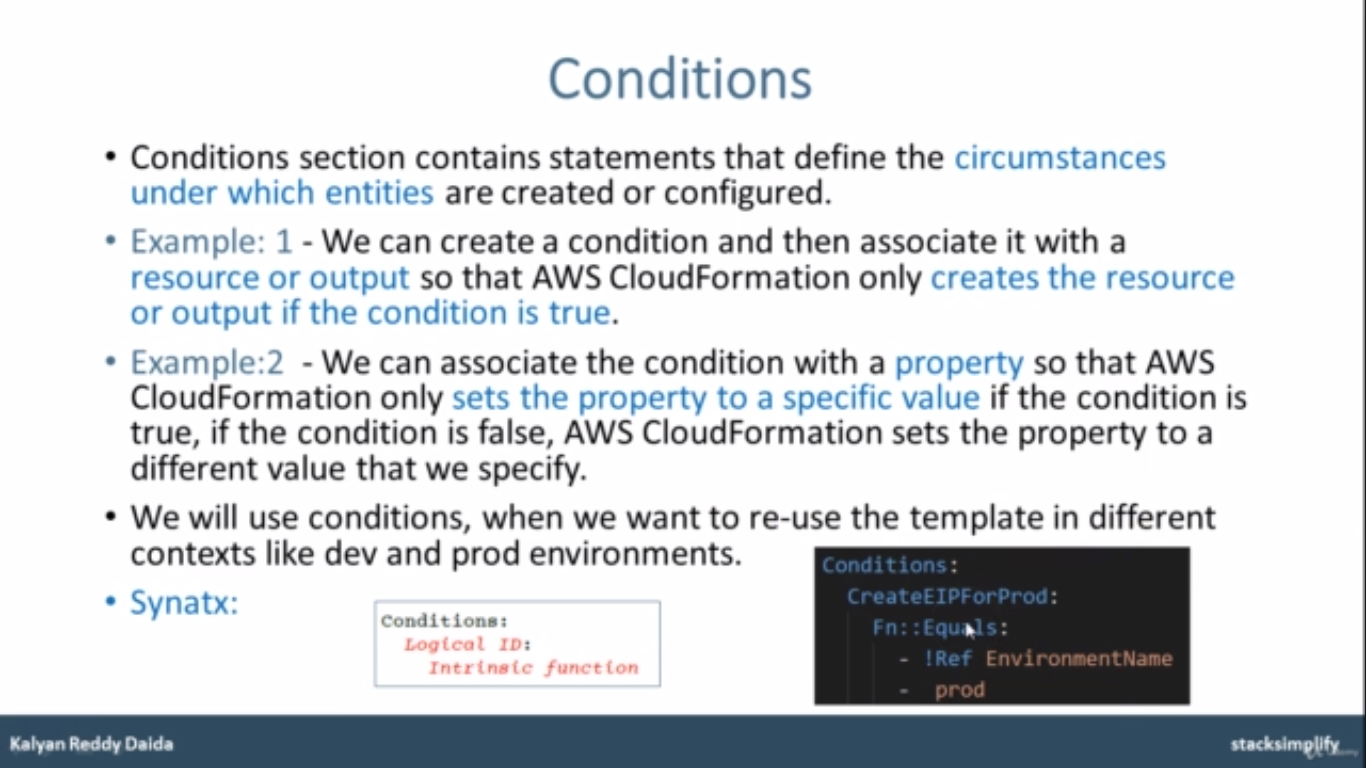 Conditions
• Conditions section contains statements that define the circumstances
under which entities are created or configured.
• Example: 1 - We can create a condition and then associate it with a
resource or output so that AWS CloudFormation only creates the resource
or output if the condition is true.
• Example:2 - We can associate the condition with a property so that AWS
CloudFormation only sets the property to a specific value if the condition is
true, if the condition is false, AWS CloudFormation sets the property to a
different value that we specify.
• We will use conditions, when we want to re-use the template in different
contexts like dev and prod environments.
• Synatx:
Conditions:
Logical ID:
Intrinsic function
Conditions:
CreateEIPForProd:
Fn::Equals:
- !Ref EnvironmentName
- prod
Kalyan Reddy Daida
stacksimplify
Udemy